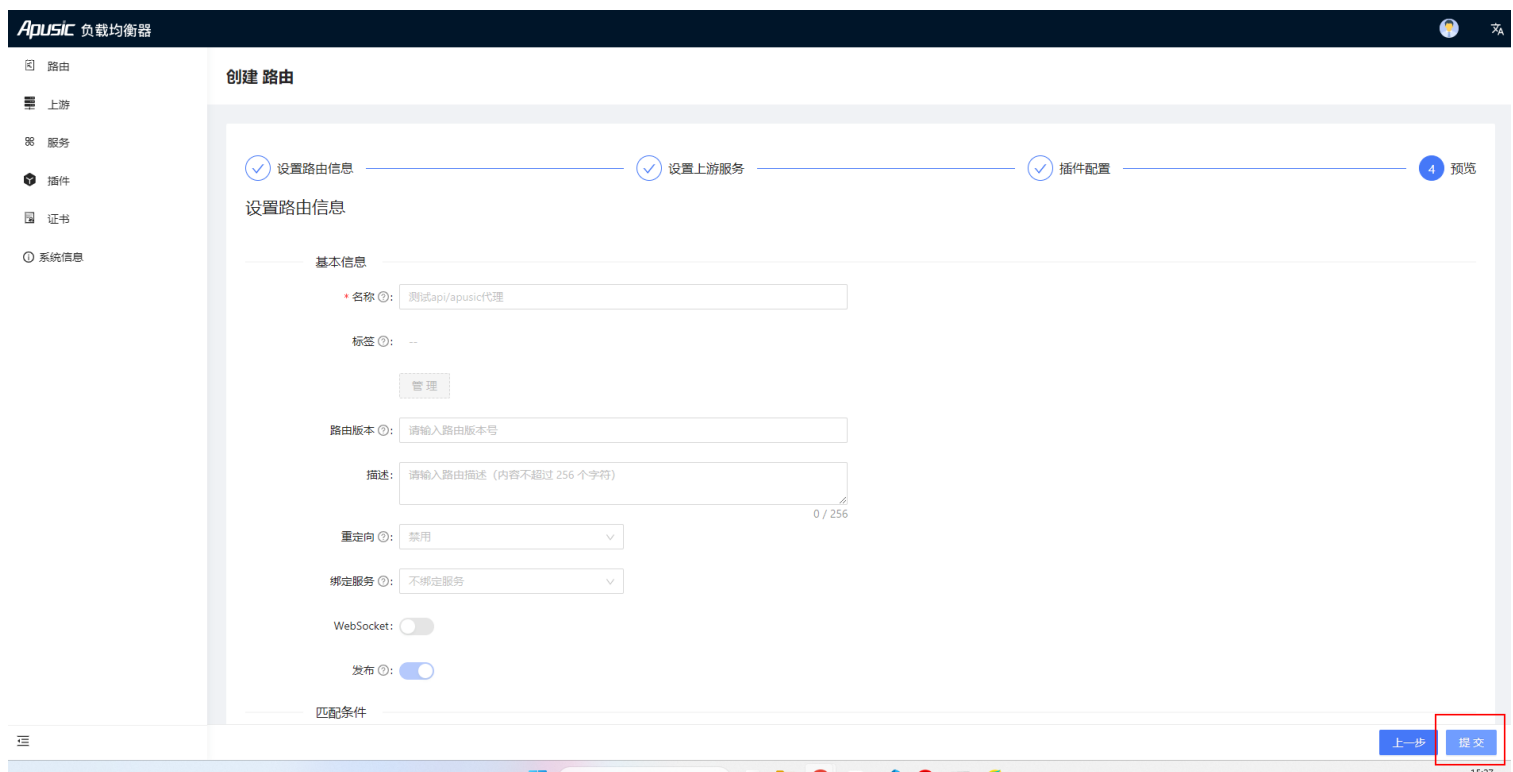 Apusic 负载均衡器
路由
上游
服务
插件
证书
系统信息
创建 路由
设置路由信息 设置上游服务 插件配置 4 预览
设置路由信息
基本信息
* 名称 ?: 测试api/apusic代理
标签 ?: --
管 理
路由版本 ?: 请输入路由版本号
描述: 请输入路由描述（内容不超过 256 个字符）
0 / 256
重定向 ?: 禁用
绑定服务 ?: 不绑定服务
WebSocket:
发布 ?:
匹配条件
上一步 提 交